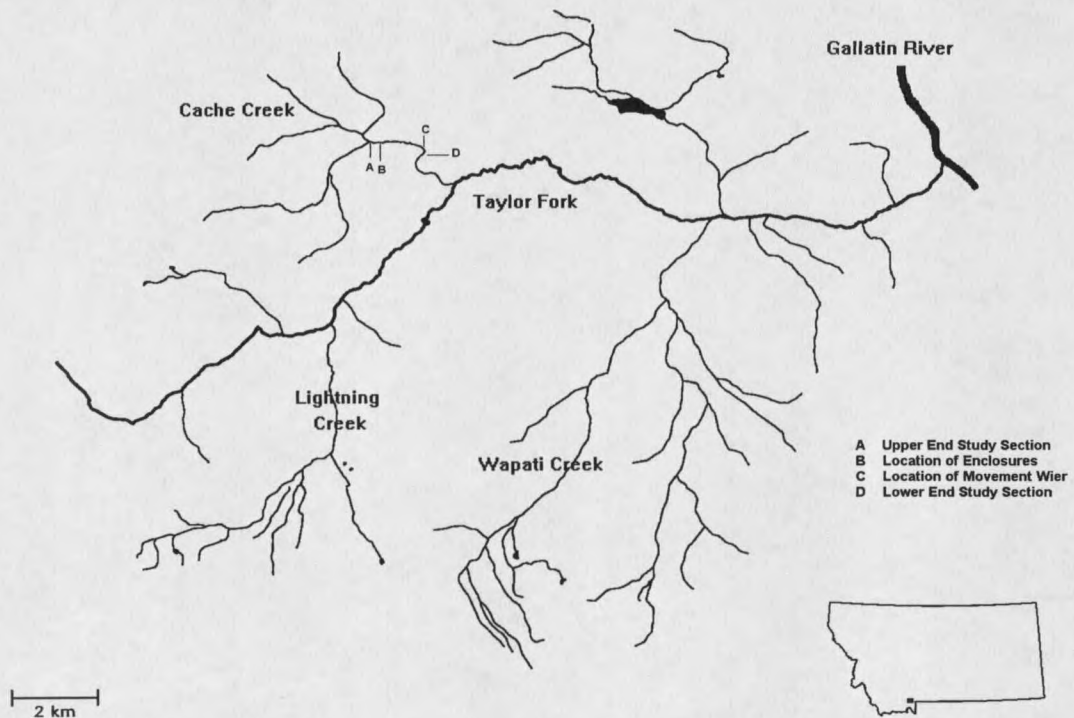 Gallatin River
Cache Creek
C
D
A
B
Taylor Fork
Lightning
Creek
Wapati Creek
A Upper End Study Section
B Location of Enclosures
C Location of Movement Wier
D Lower End Study Section
2 km